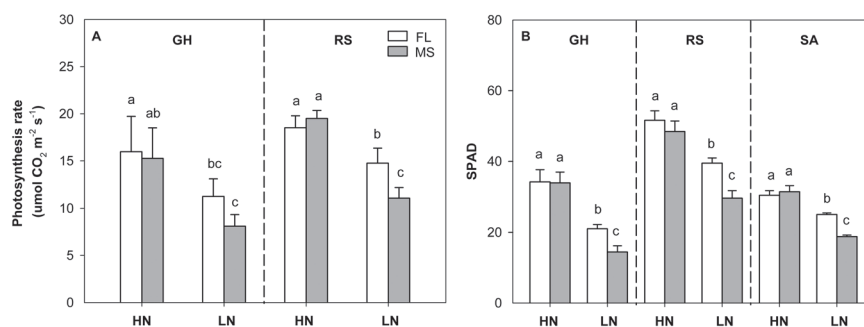 A
GH
RS
FL
MS
Photosynthesis rate
(umol CO₂ m⁻² s⁻¹)
30
25
20
15
10
5
0
a
ab
bc
c
a
a
b
c
HN
LN
HN
LN
B
GH
RS
SA
SPAD
80
60
40
20
0
a
a
b
c
a
a
b
c
a
a
b
c
HN
LN
HN
LN
HN
LN